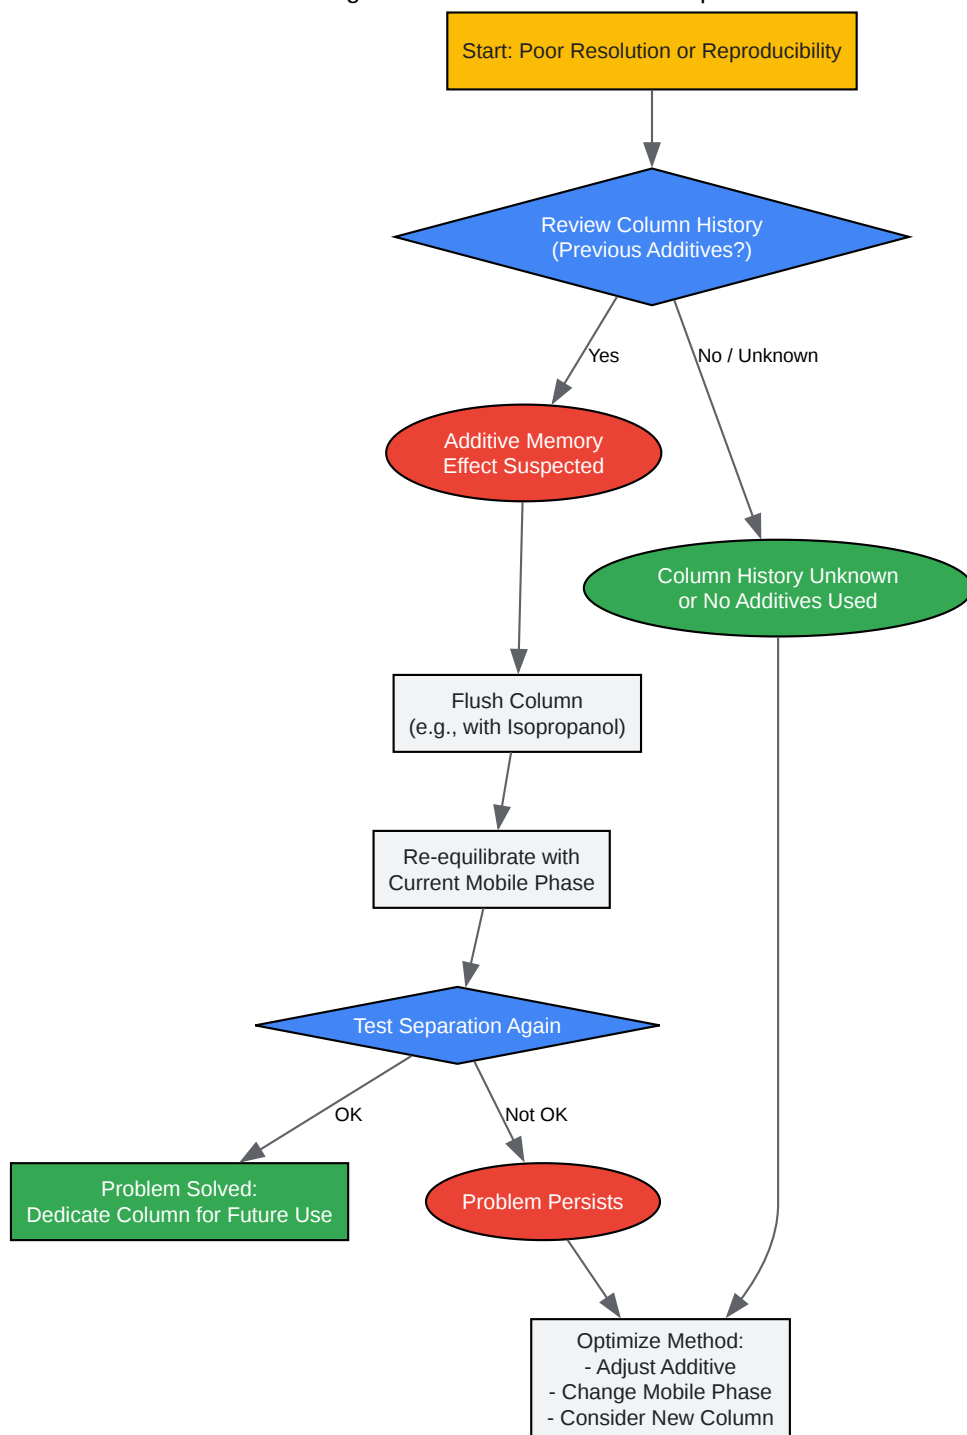 Start: Poor Resolution or Reproducibility
Review Column History
(Previous Additives?)
Yes
No / Unknown
Additive Memory
Effect Suspected
Column History Unknown
or No Additives Used
Flush Column
(e.g., with Isopropanol)
Re-equilibrate with
Current Mobile Phase
Test Separation Again
OK
Not OK
Problem Solved:
Dedicate Column for Future Use
Problem Persists
Optimize Method:
- Adjust Additive
- Change Mobile Phase
- Consider New Column